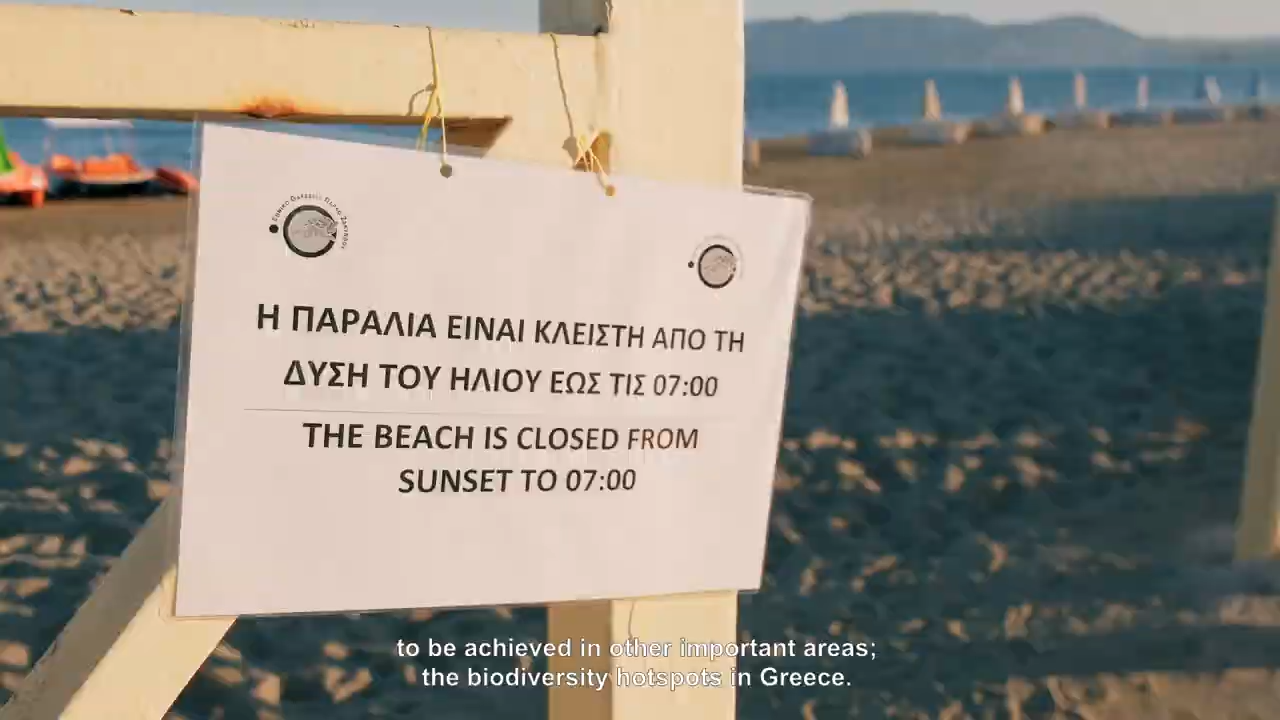 Η ΠΑΡΑΛΙΑ ΕΙΝΑΙ ΚΛΕΙΣΤΗ ΑΠΟ ΤΗ
ΔΥΣΗ ΤΟΥ ΗΛΙΟΥ ΕΩΣ ΤΙΣ 07:00
THE BEACH IS CLOSED FROM
SUNSET TO 07:00
to be achieved in other important areas;
the biodiversity hotspots in Greece.